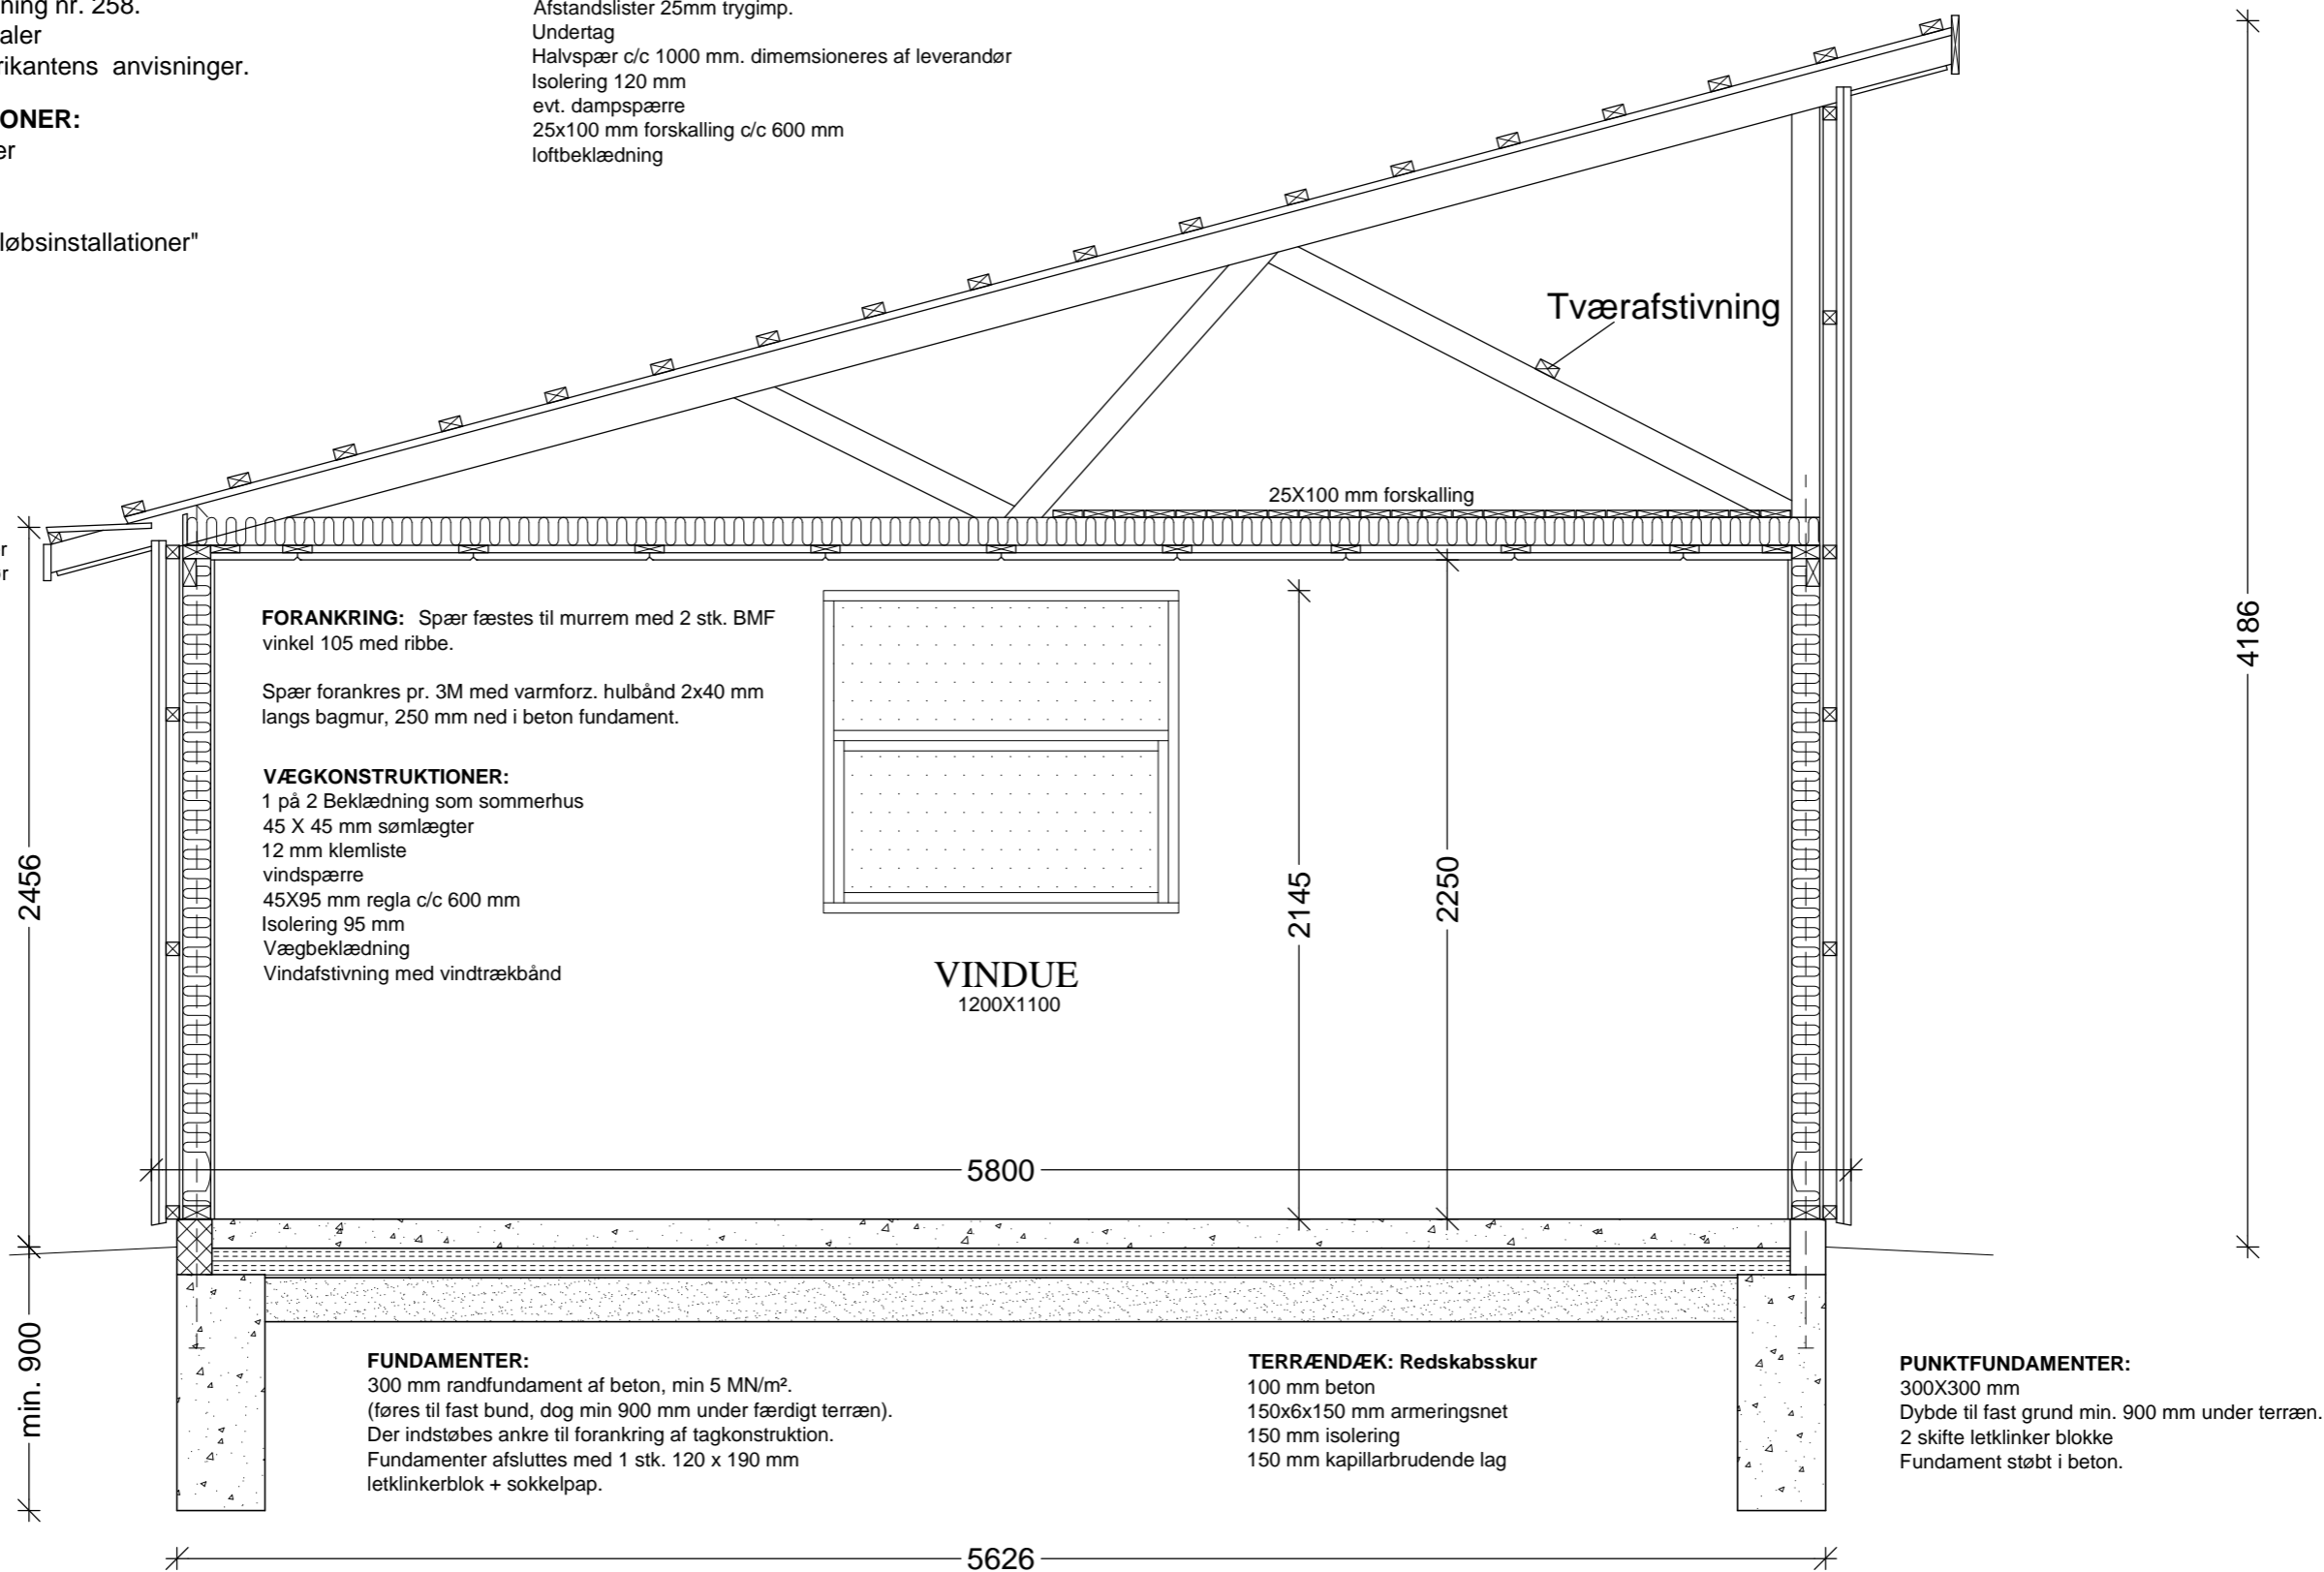 ning nr. 258.
aler
rikantens anvisninger.
ONER:
er
løbsinstallationer"
Afstandslister 25mm trygimp.
Undertag
Halvspær c/c 1000 mm. dimemsioneres af leverandør
Isolering 120 mm
evt. dampspærre
25x100 mm forskalling c/c 600 mm
loftbeklædning
Tværafstivning
25X100 mm forskalling
r
ør
FORANKRING: Spær fæstes til murrem med 2 stk. BMF
vinkel 105 med ribbe.
Spær forankres pr. 3M med varmforz. hulbånd 2x40 mm
langs bagmur, 250 mm ned i beton fundament.
VÆGKONSTRUKTIONER:
1 på 2 Beklædning som sommerhus
45 X 45 mm sømlægter
12 mm klemliste
vindspærre
45X95 mm regla c/c 600 mm
Isolering 95 mm
Vægbeklædning
Vindafstivning med vindtrækbånd
VINDUE
1200X1100
2145
2250
4186
2456
5800
min. 900
FUNDAMENTER:
300 mm randfundament af beton, min 5 MN/m².
(føres til fast bund, dog min 900 mm under færdigt terræn).
Der indstøbes ankre til forankring af tagkonstruktion.
Fundamenter afsluttes med 1 stk. 120 x 190 mm
letklinkerblok + sokkelpap.
TERRÆNDÆK: Redskabsskur
100 mm beton
150x6x150 mm armeringsnet
150 mm isolering
150 mm kapillarbrudende lag
PUNKTFUNDAMENTER:
300X300 mm
Dybde til fast grund min. 900 mm under terræn.
2 skifte letklinker blokke
Fundament støbt i beton.
5626